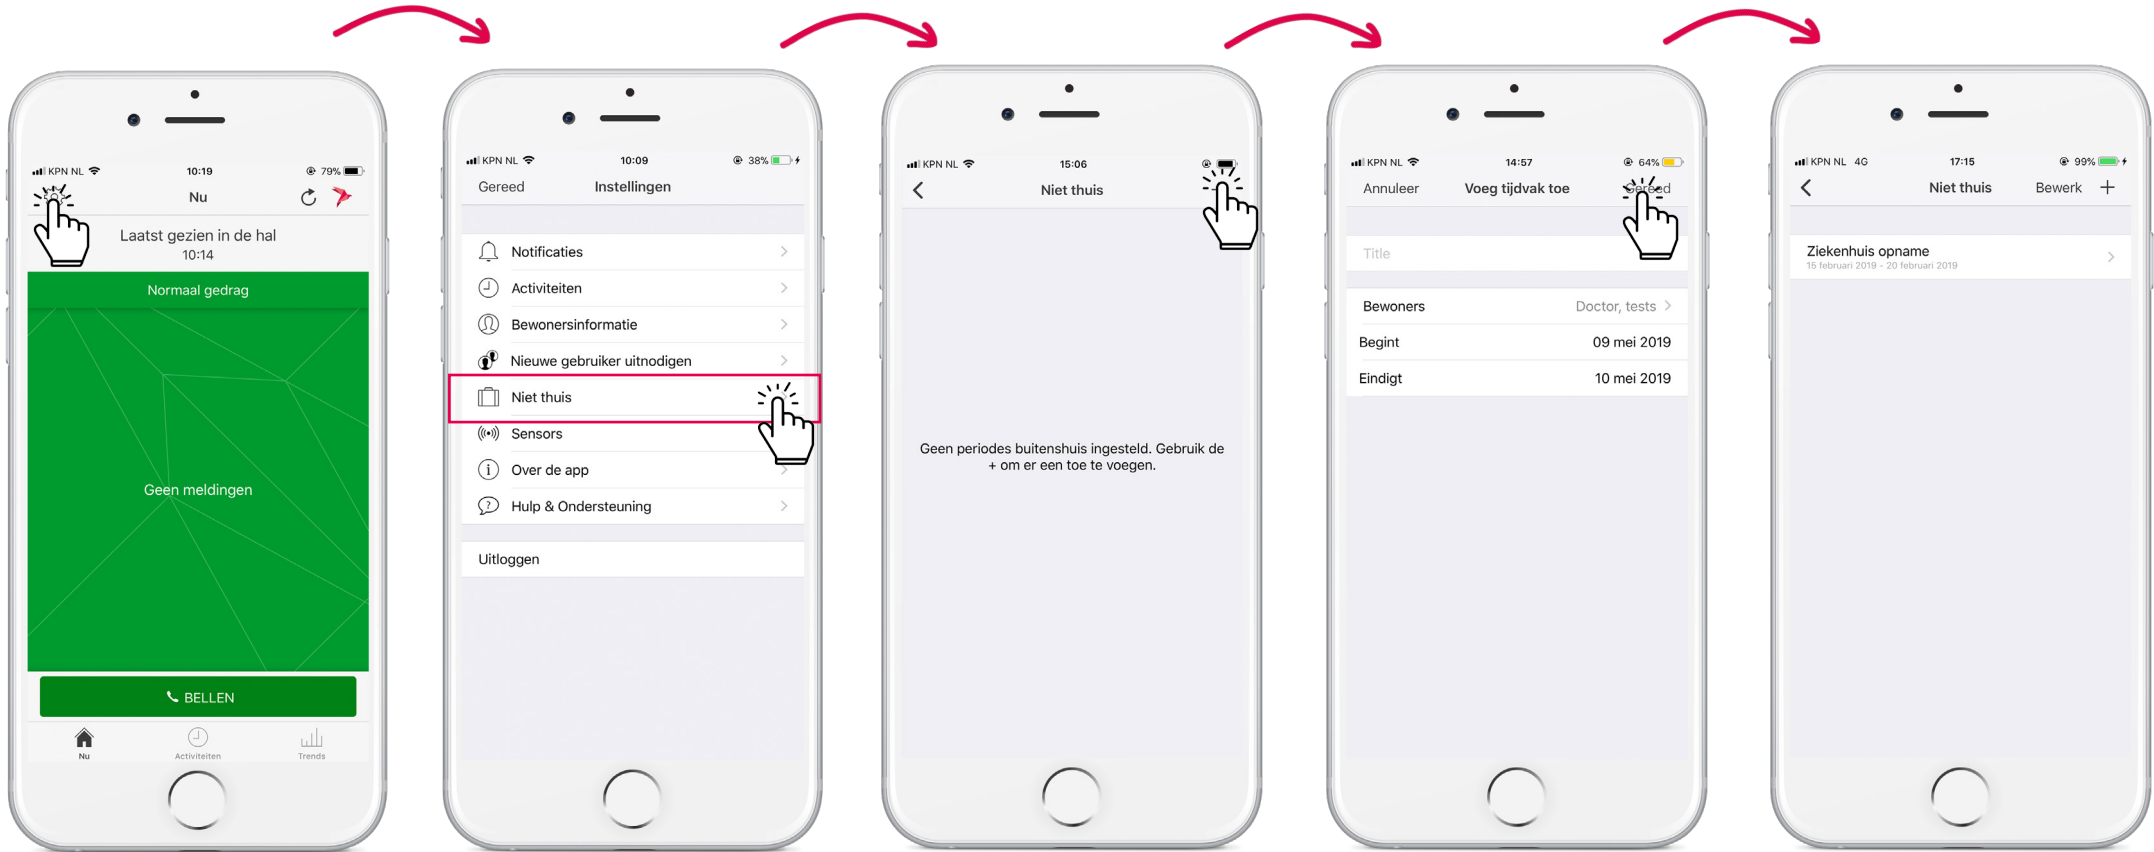 KPN NL
10:19
79%
Nu
Laatst gezien in de hal
10:14
Normaal gedrag
Geen meldingen
BELLEN
Nu
Activiteiten
Trends
KPN NL
10:09
38%
Gereed
Instellingen
Notificaties
Activiteiten
Bewonersinformatie
Nieuwe gebruiker uitnodigen
Niet thuis
Sensors
Over de app
Hulp & Ondersteuning
Uitloggen
KPN NL
15:06
Niet thuis
Geen periodes buitenshuis ingesteld. Gebruik de
+ om er een toe te voegen.
KPN NL
14:57
64%
Annuleer
Voeg tijdvak toe
Gereed
Title
Bewoners
Doctor, tests
Begint
09 mei 2019
Eindigt
10 mei 2019
KPN NL 4G
17:15
99%
Niet thuis
Bewerk +
Ziekenhuis opname
15 februari 2019 - 20 februari 2019